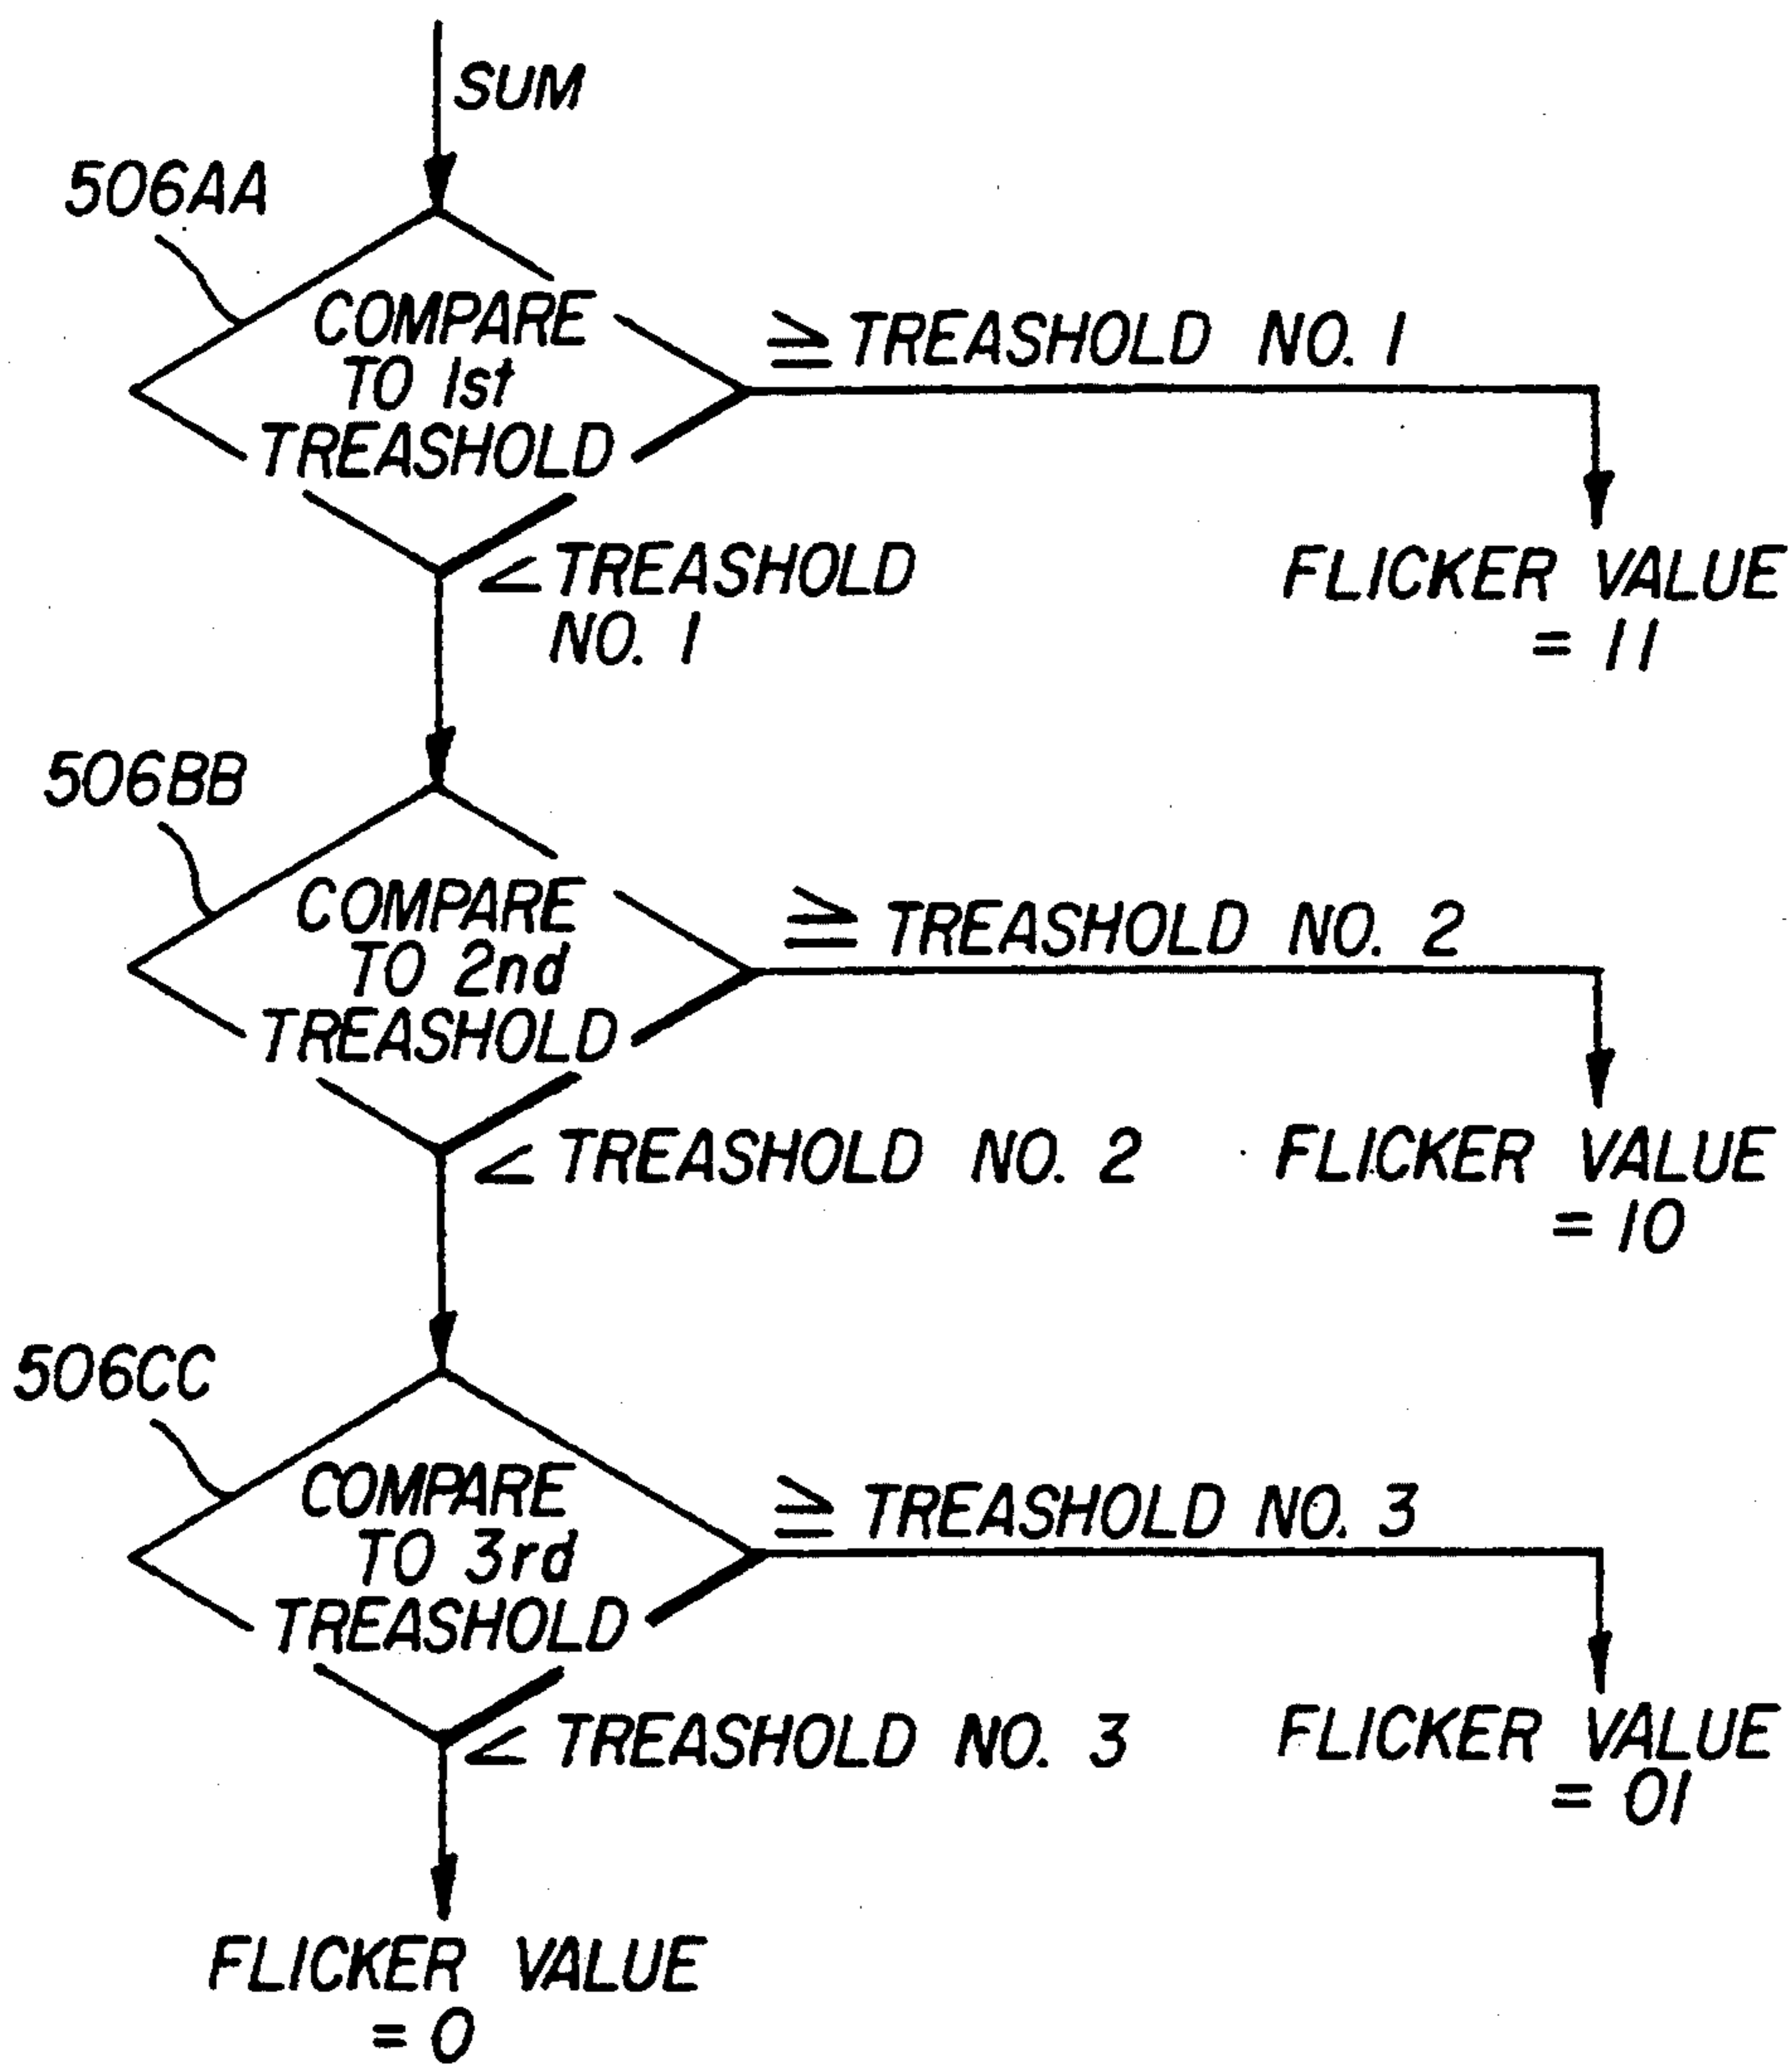 SUM
506AA
COMPARE
TO 1st
TREASHOLD
≧ TREASHOLD NO. 1
< TREASHOLD
NO. 1
FLICKER VALUE
= 11
506BB
COMPARE
TO 2nd
TREASHOLD
≧ TREASHOLD NO. 2
< TREASHOLD NO. 2
FLICKER VALUE
= 10
506CC
COMPARE
TO 3rd
TREASHOLD
≧ TREASHOLD NO. 3
< TREASHOLD NO. 3
FLICKER VALUE
= 01
FLICKER VALUE
= 0